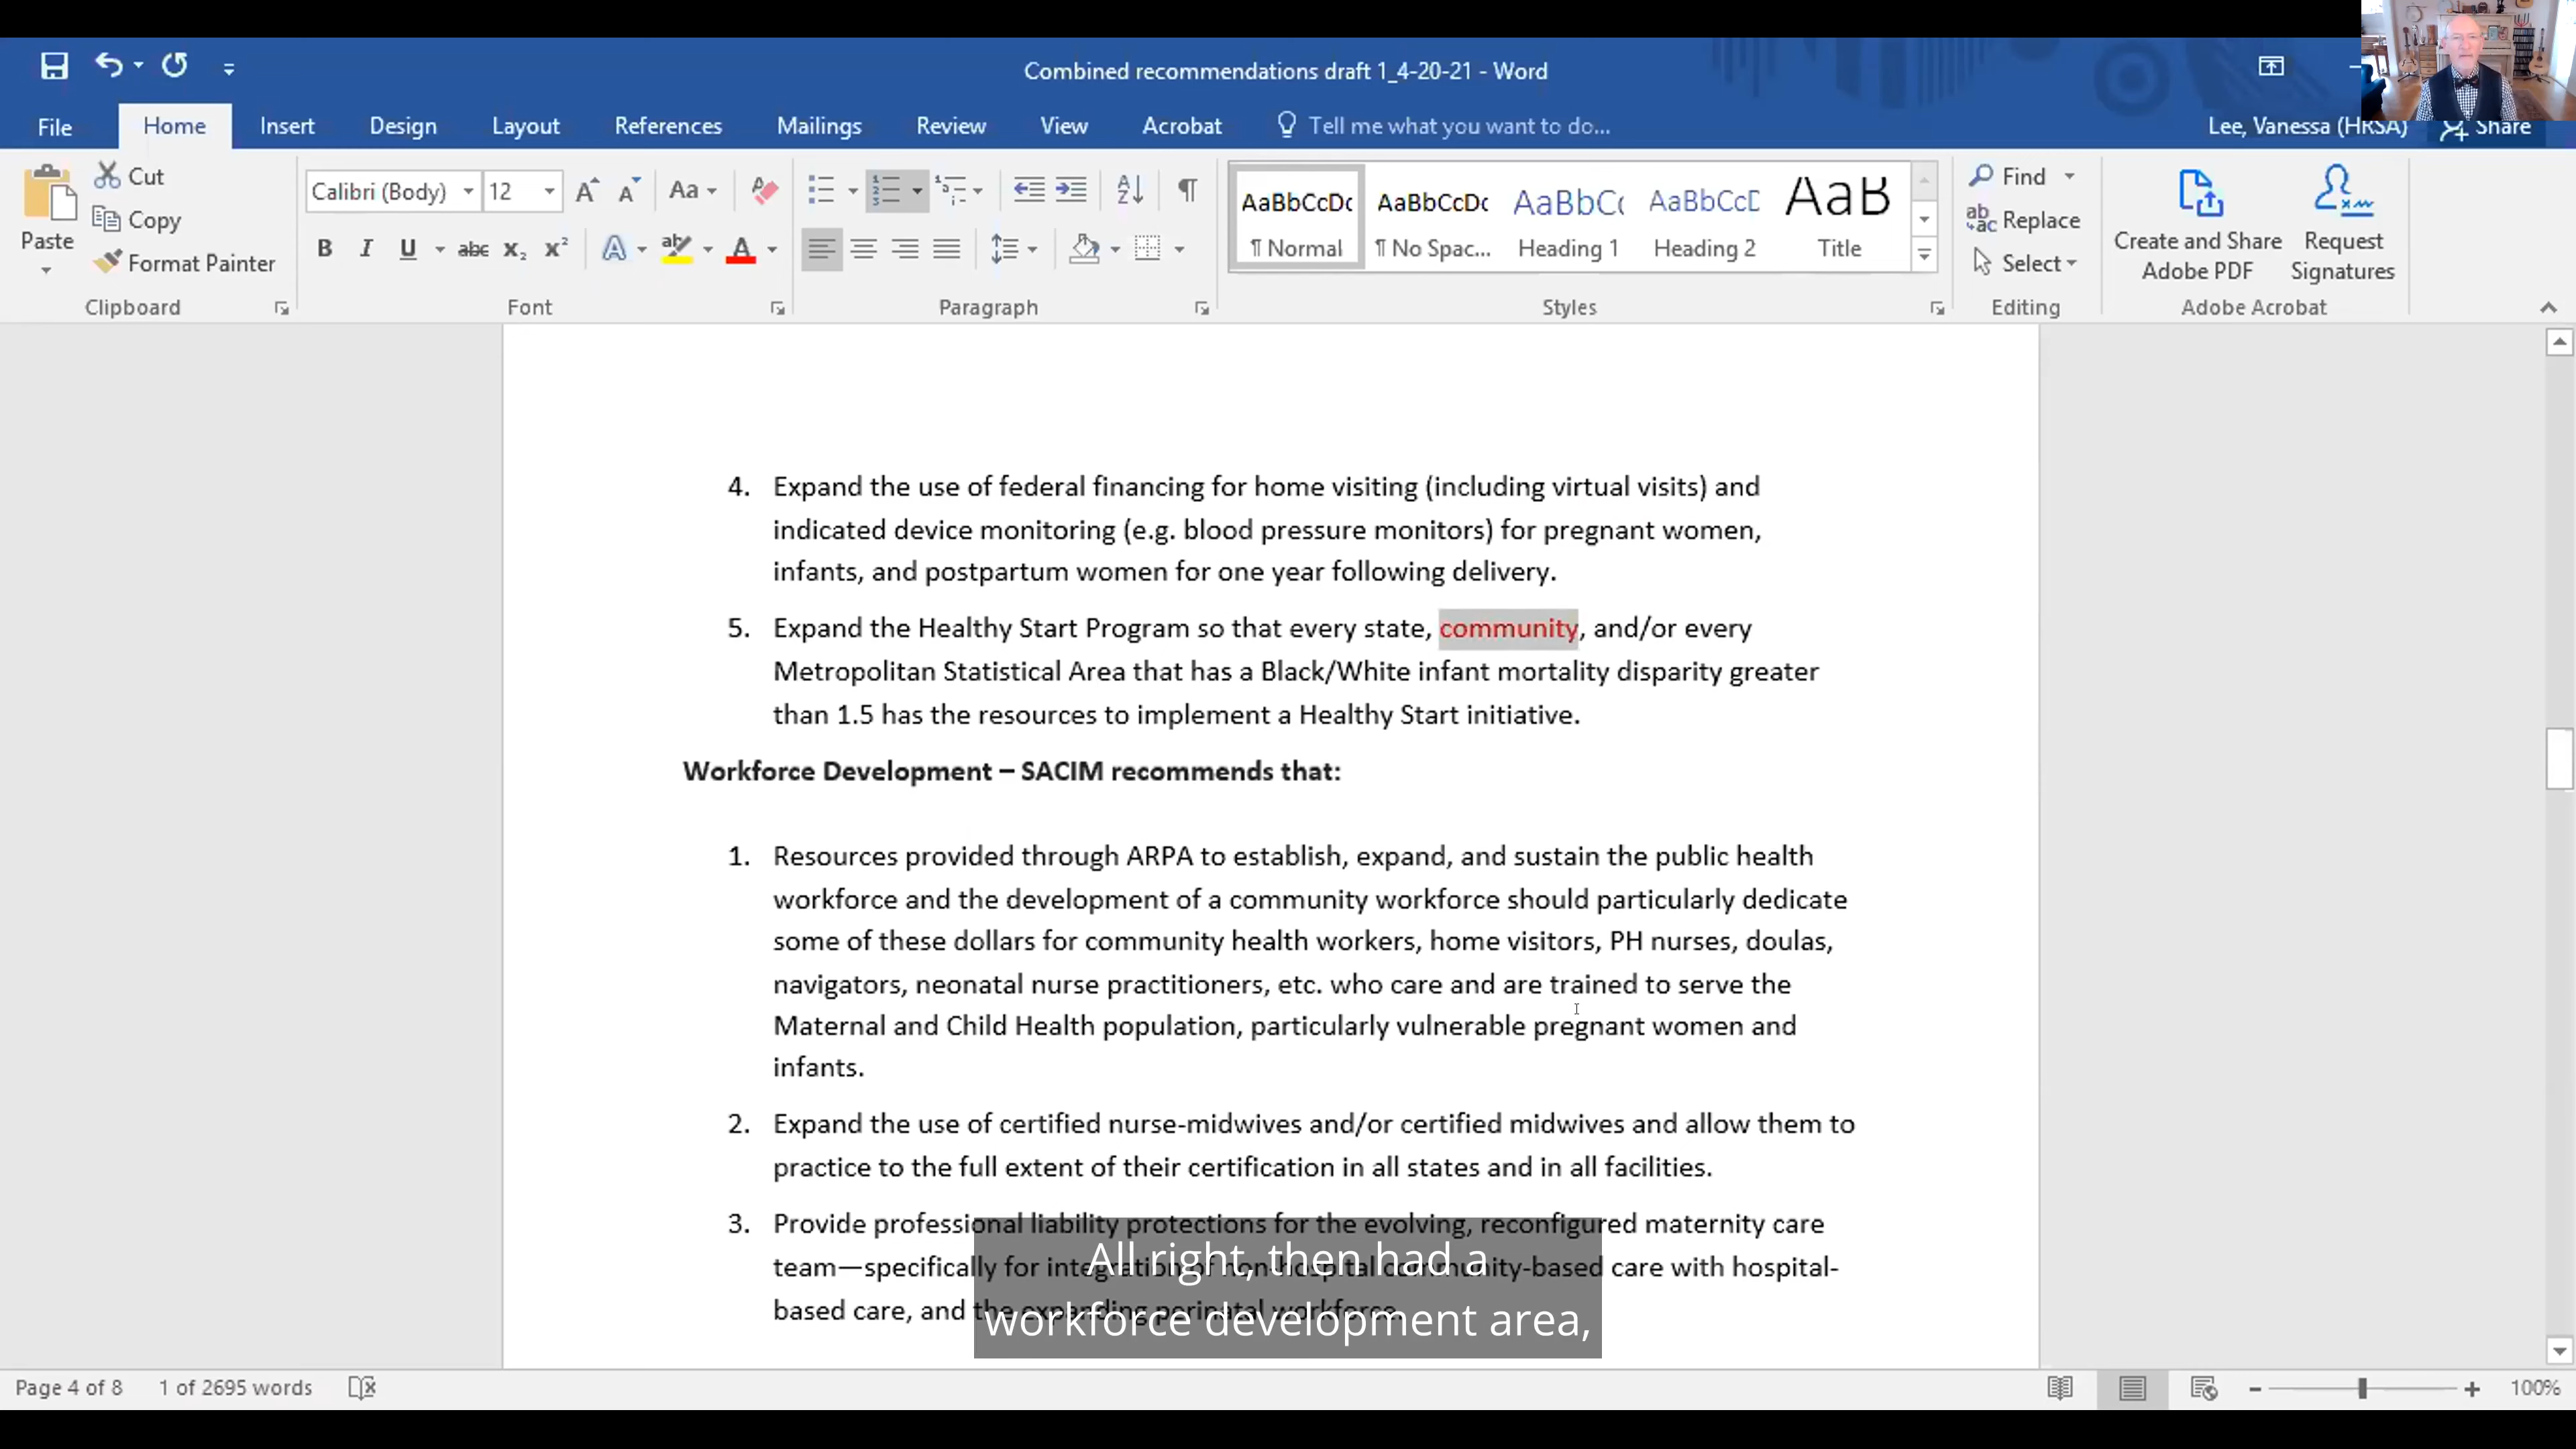 Combined recommendations draft 1_4-20-21 - Word
File Home Insert Design Layout References Mailings Review View Acrobat Tell me what you want to do... Lee, Vanessa (HRSA) Share
Paste
Cut
Copy
Format Painter
Clipboard
Calibri (Body) 12
Font
Paragraph
AaBbCcDc AaBbCcDc AaBbC( AaBbCcD AaB
¶ Normal ¶ No Spac... Heading 1 Heading 2 Title
Styles
Find
Replace
Select
Editing
Create and Share
Adobe PDF
Request
Signatures
Adobe Acrobat
4. Expand the use of federal financing for home visiting (including virtual visits) and
indicated device monitoring (e.g. blood pressure monitors) for pregnant women,
infants, and postpartum women for one year following delivery.
5. Expand the Healthy Start Program so that every state, community, and/or every
Metropolitan Statistical Area that has a Black/White infant mortality disparity greater
than 1.5 has the resources to implement a Healthy Start initiative.
Workforce Development – SACIM recommends that:
1. Resources provided through ARPA to establish, expand, and sustain the public health
workforce and the development of a community workforce should particularly dedicate
some of these dollars for community health workers, home visitors, PH nurses, doulas,
navigators, neonatal nurse practitioners, etc. who care and are trained to serve the
Maternal and Child Health population, particularly vulnerable pregnant women and
infants.
2. Expand the use of certified nurse-midwives and/or certified midwives and allow them to
practice to the full extent of their certification in all states and in all facilities.
3. Provide professional liability protections for the evolving, reconfigured maternity care
team—specifically for integration of non-hospital community-based care with hospital-
based care, and the expanding perinatal workforce.
All right, then had a
workforce development area,
Page 4 of 8 1 of 2695 words 100%